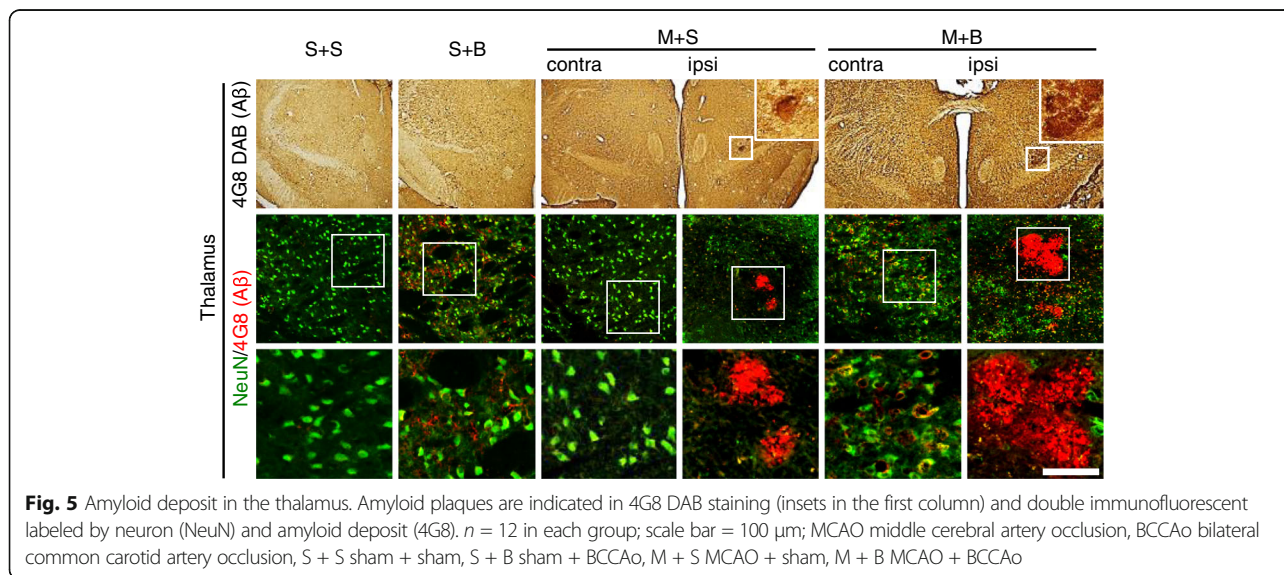 S+S
S+B
M+S
M+B
contra
ipsi
contra
ipsi
Thalamus
4G8 DAB (Aβ)
NeuN/4G8 (Aβ)
Fig. 5 Amyloid deposit in the thalamus. Amyloid plaques are indicated in 4G8 DAB staining (insets in the first column) and double immunofluorescent
labeled by neuron (NeuN) and amyloid deposit (4G8). n = 12 in each group; scale bar = 100 μm; MCAO middle cerebral artery occlusion, BCCAo bilateral
common carotid artery occlusion, S + S sham + sham, S + B sham + BCCAo, M + S MCAO + sham, M + B MCAO + BCCAo